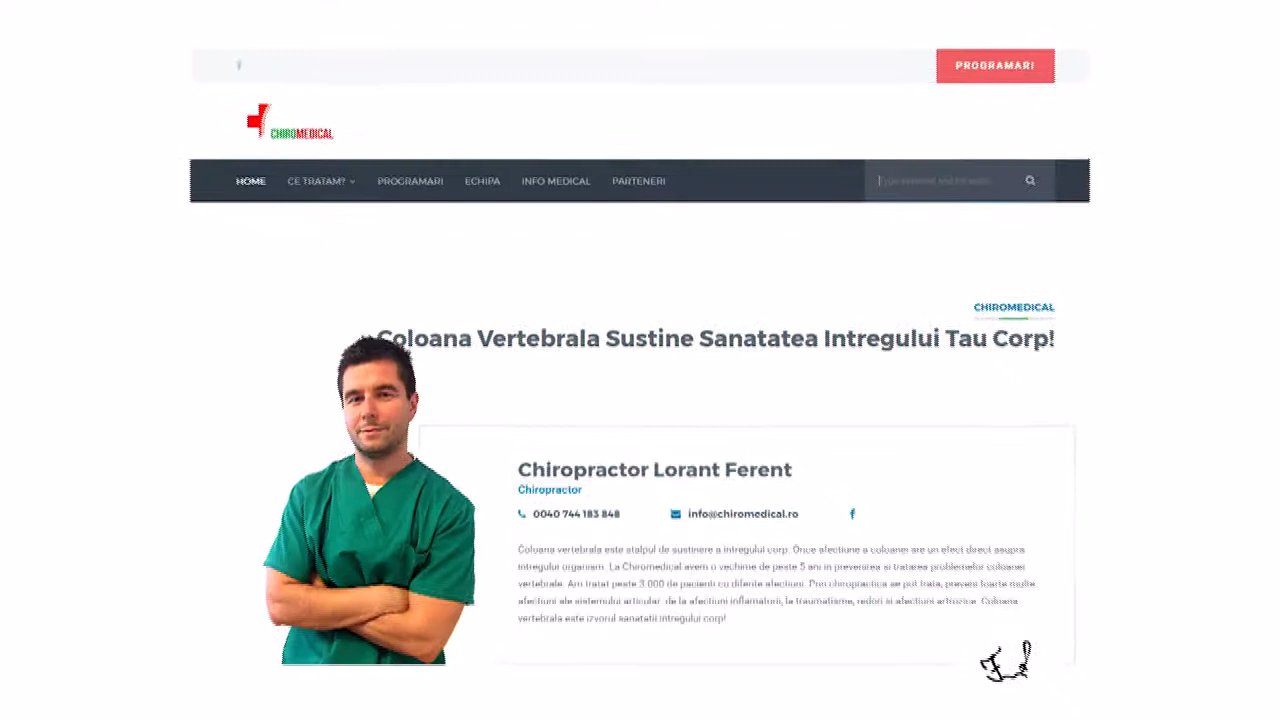 PROGRAMARI
CHIROMEDICAL
HOME CE TRATAM? PROGRAMARI ECHIPA INFO MEDICAL PARTENERI
CHIROMEDICAL
Coloana Vertebrala Sustine Sanatatea Intregului Tau Corp!
Chiropractor Lorant Ferent
Chiropractor
0040 744 183 848 info@chiromedical.ro
Coloana vertebrala este stalpul de sustinere a intregului corp. Orice afectiune a coloanei are un efect direct asupra
intregului organism. La Chiromedical avem o vechime de peste 5 ani in prevenirea si tratarea problemelor coloanei
vertebrale. Am tratat peste 3.000 de pacienti cu diferite afectiuni. Prin chiropractica se pot trata, preveni foarte multe
afectiuni ale sistemului articular: de la afectiuni inflamatorii, la traumatisme, redori si afectiuni artrozice. Coloana
vertebrala este izvorul sanatatii intregului corp!